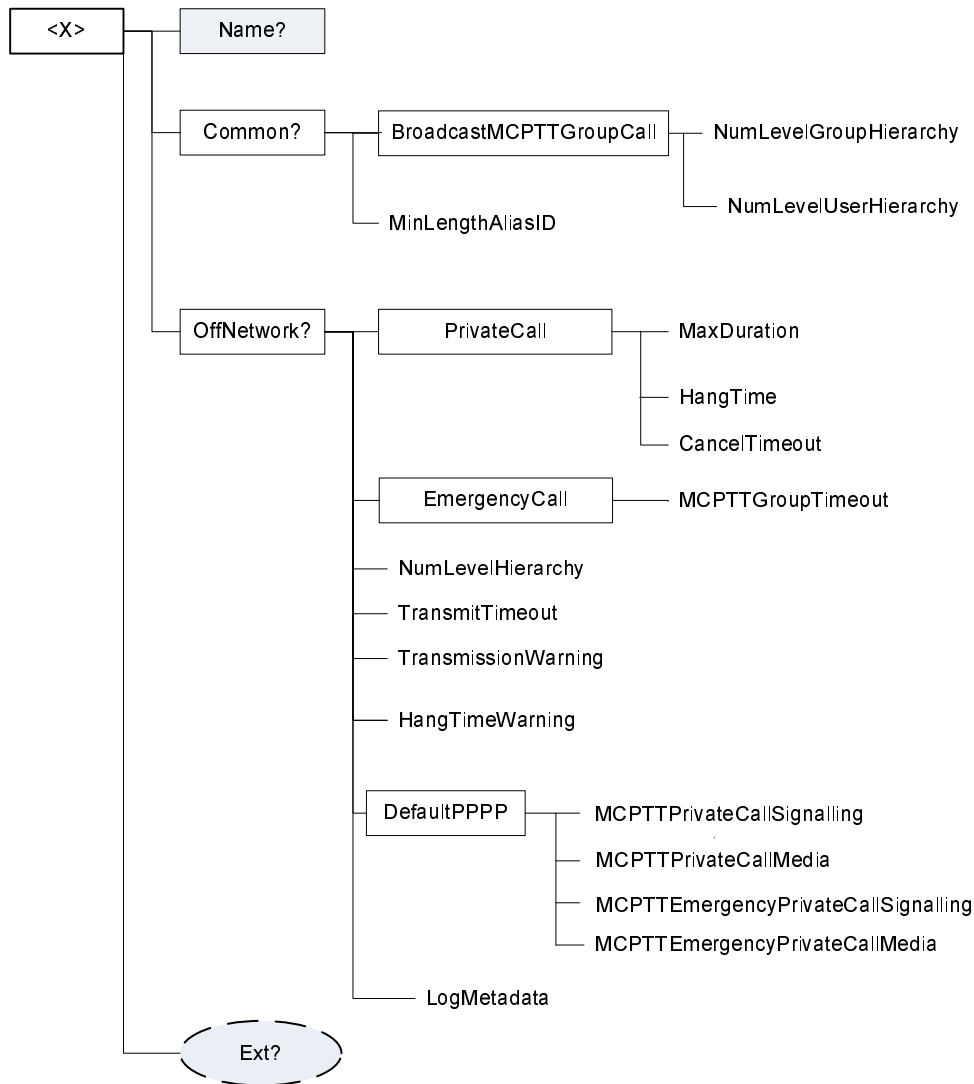 <X>
Name?
Common?
BroadcastMCPTTGroupCall
NumLevelGroupHierarchy
NumLevelUserHierarchy
MinLengthAliasID
OffNetwork?
PrivateCall
MaxDuration
HangTime
CancelTimeout
EmergencyCall
MCPTTGroupTimeout
NumLevelHierarchy
TransmitTimeout
TransmissionWarning
HangTimeWarning
DefaultPPPP
MCPTTPrivateCallSignalling
MCPTTPrivateCallMedia
MCPTTEmergencyPrivateCallSignalling
MCPTTEmergencyPrivateCallMedia
LogMetadata
Ext?